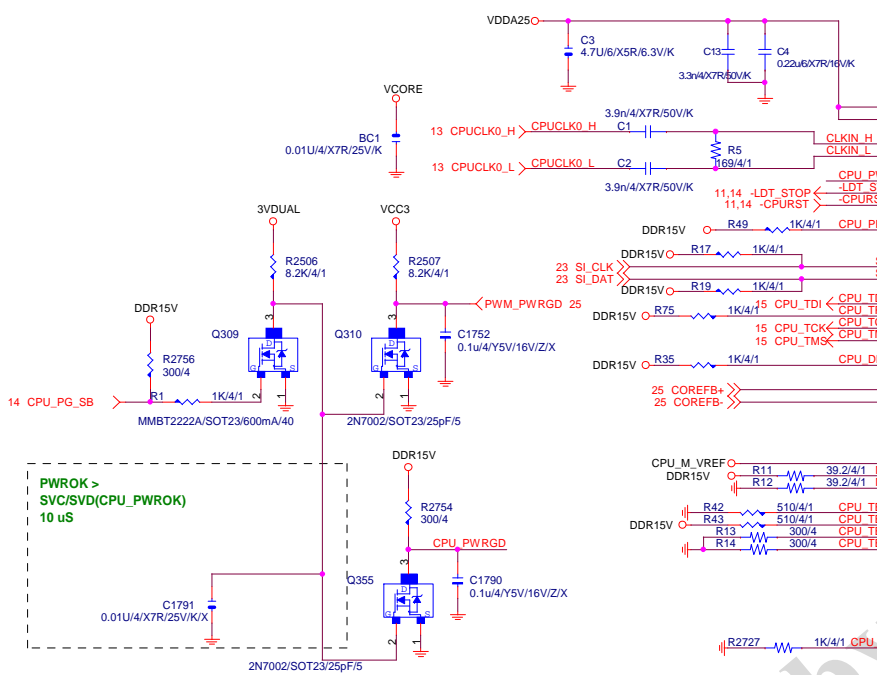 VDDA25
C3
4.7U/6/X5R/6.3V/K
C13
C4
0.22u/6/X7R/16V/K
3.3n/4/X7R/50V/K
VCORE
BC1
0.01U/4/X7R/25V/K
3.9n/4/X7R/50V/K
13 CPUCLK0_H
CPUCLK0_H
C1
R5
169/4/1
CLKIN_H
CLKIN_L
13 CPUCLK0_L
CPUCLK0_L
C2
3.9n/4/X7R/50V/K
11,14 -LDT_STOP
11,14 -CPURST
3VDUAL
VCC3
R2506
8.2K/4/1
R2507
8.2K/4/1
DDR15V
R49
1K/4/1
DDR15V
R17
1K/4/1
23 SI_CLK
23 SI_DAT
DDR15V
R19
1K/4/1
PWM_PWRGD 25
15 CPU_TDI
DDR15V
R75
1K/4/1
15 CPU_TCK
15 CPU_TMS
DDR15V
R35
1K/4/1
DDR15V
R2756
300/4
Q309
3
D
G
S
2
1
Q310
3
D
G
S
2
1
C1752
0.1u/4/Y5V/16V/Z/X
14 CPU_PG_SB
R1
1K/4/1
MMBT2222A/SOT23/600mA/40
2N7002/SOT23/25pF/5
25 COREFB+
25 COREFB-
PWROK >
SVC/SVD(CPU_PWROK)
10 uS
DDR15V
R2754
300/4
CPU_PWRGD
CPU_M_VREF
DDR15V
R11
39.2/4/1
R12
39.2/4/1
R42
510/4/1
DDR15V
R43
510/4/1
R13
300/4
R14
300/4
Q355
3
D
G
S
2
1
C1790
0.1u/4/Y5V/16V/Z/X
C1791
0.01U/4/X7R/25V/K/X
2N7002/SOT23/25pF/5
R2727
1K/4/1
CPU